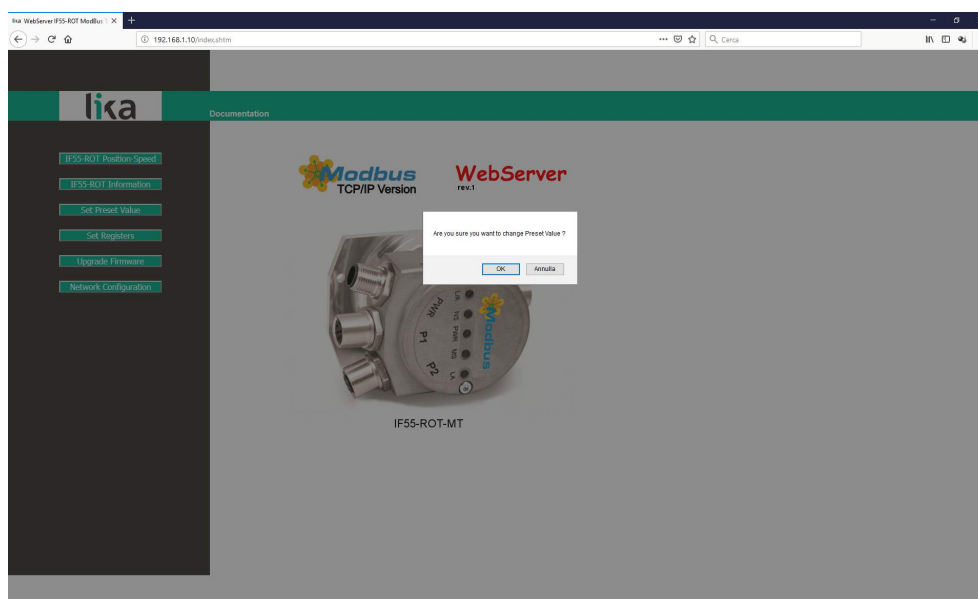 lika WebServer IF55-ROT ModBus
192.168.1.10/index.shtm
Cerca
lika
Documentation
IF55-ROT Position-Speed
IF55-ROT Information
Set Preset Value
Set Registers
Upgrade Firmware
Network Configuration
Modbus
TCP/IP Version
WebServer
rev.1
Are you sure you want to change Preset Value ?
OK
Annulla
PWR
P1
P2
L/A
NS
PWR
MS
L/A
Modbus
IF55-ROT-MT